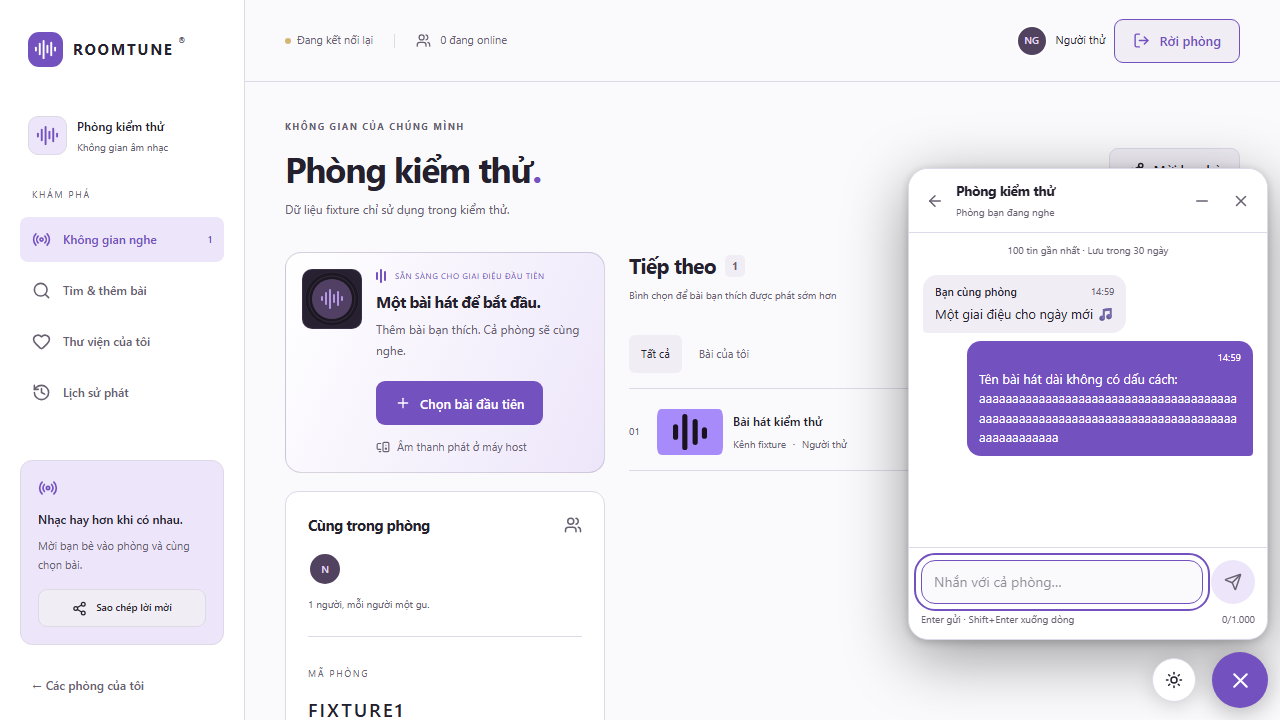 ROOMTUNE ®
Phòng kiểm thử
Không gian âm nhạc
KHÁM PHÁ
Không gian nghe 1
Tìm & thêm bài
Thư viện của tôi
Lịch sử phát
Nhạc hay hơn khi có nhau.
Mời bạn bè vào phòng và cùng
chọn bài.
Sao chép lời mời
← Các phòng của tôi
Đang kết nối lại
0 đang online
NG Người thử
Rời phòng
KHÔNG GIAN CỦA CHÚNG MÌNH
Phòng kiểm thử.
Dữ liệu fixture chỉ sử dụng trong kiểm thử.
SẴN SÀNG CHO GIAI ĐIỆU ĐẦU TIÊN
Một bài hát để bắt đầu.
Thêm bài bạn thích. Cả phòng sẽ cùng
nghe.
Chọn bài đầu tiên
Âm thanh phát ở máy host
Cùng trong phòng
N
1 người, mỗi người một gu.
MÃ PHÒNG
FIXTURE1
Tiếp theo 1
Bình chọn để bài bạn thích được phát sớm hơn
Tất cả
Bài của tôi
01
Bài hát kiểm thử
Kênh fixture · Người thử
Phòng kiểm thử
Phòng bạn đang nghe
100 tin gần nhất · Lưu trong 30 ngày
Bạn cùng phòng 14:59
Một giai điệu cho ngày mới 🎵
14:59
Tên bài hát dài không có dấu cách:
aaaaaaaaaaaaaaaaaaaaaaaaaaaaaaaaaaaaaaa
aaaaaaaaaaaaaaaaaaaaaaaaaaaaaaaaaaaaaaa
aaaaaaaaaaaa
Nhắn với cả phòng...
Enter gửi · Shift+Enter xuống dòng
0/1.000